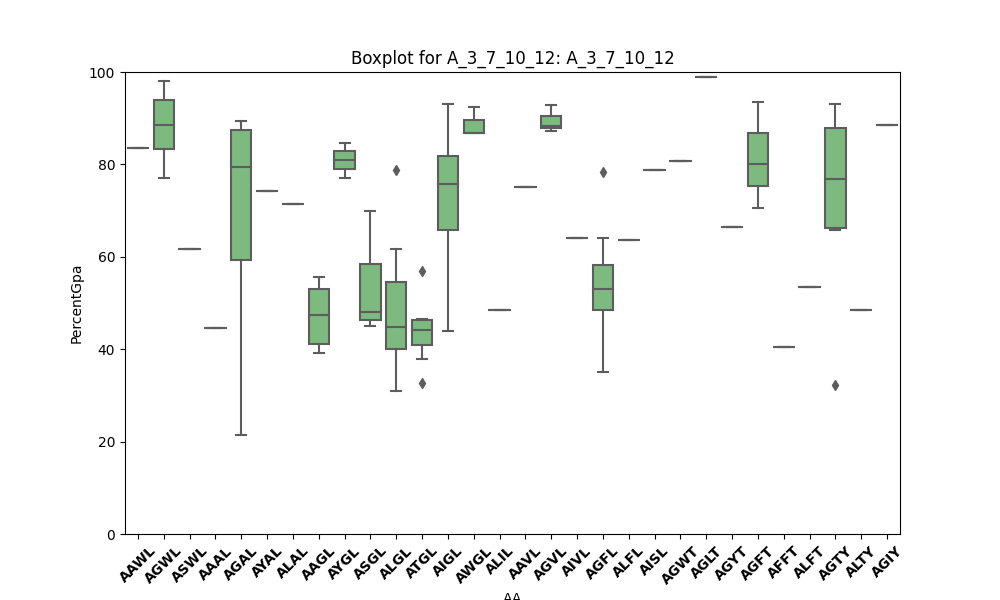 Boxplot for A_3_7_10_12: A_3_7_10_12
PercentGpa
100
80
60
40
20
0
AAWL AGWL ASWL AAAL AGAL AYAL ALAL AAGL AYGL ASGL ALGL ATGL AIGL AWGL ALIL AAVL AGVL AIVL AGFL ALFL AISL AGWT AGLT AGYT AGFT AFFT ALFT AGTY ALTY AGIY
AA